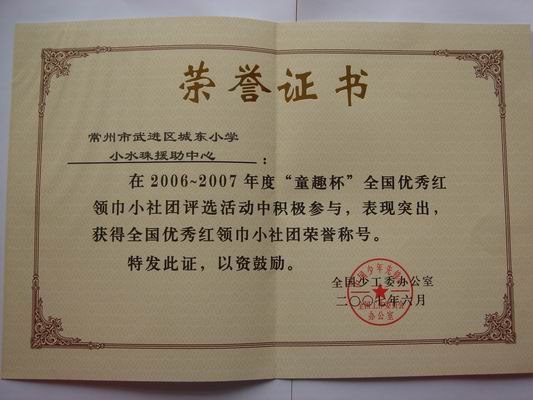 荣誉证书
常州市武进区城东小学
小水珠援助中心：
在2006~2007年度“童趣杯”全国优秀红
领巾小社团评选活动中积极参与，表现突出，
获得全国优秀红领巾小社团荣誉称号。
特发此证，以资鼓励。
全国少工委办公室
二〇〇七年六月
办公室